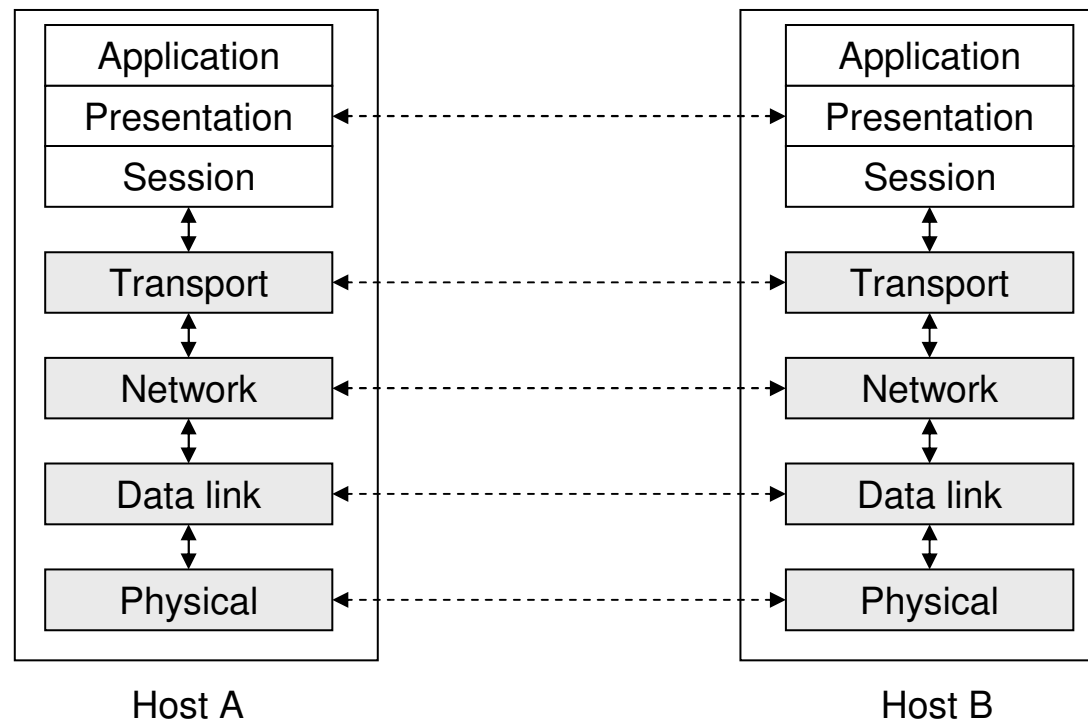 Application
Presentation
Session
Transport
Network
Data link
Physical
Host A
Application
Presentation
Session
Transport
Network
Data link
Physical
Host B